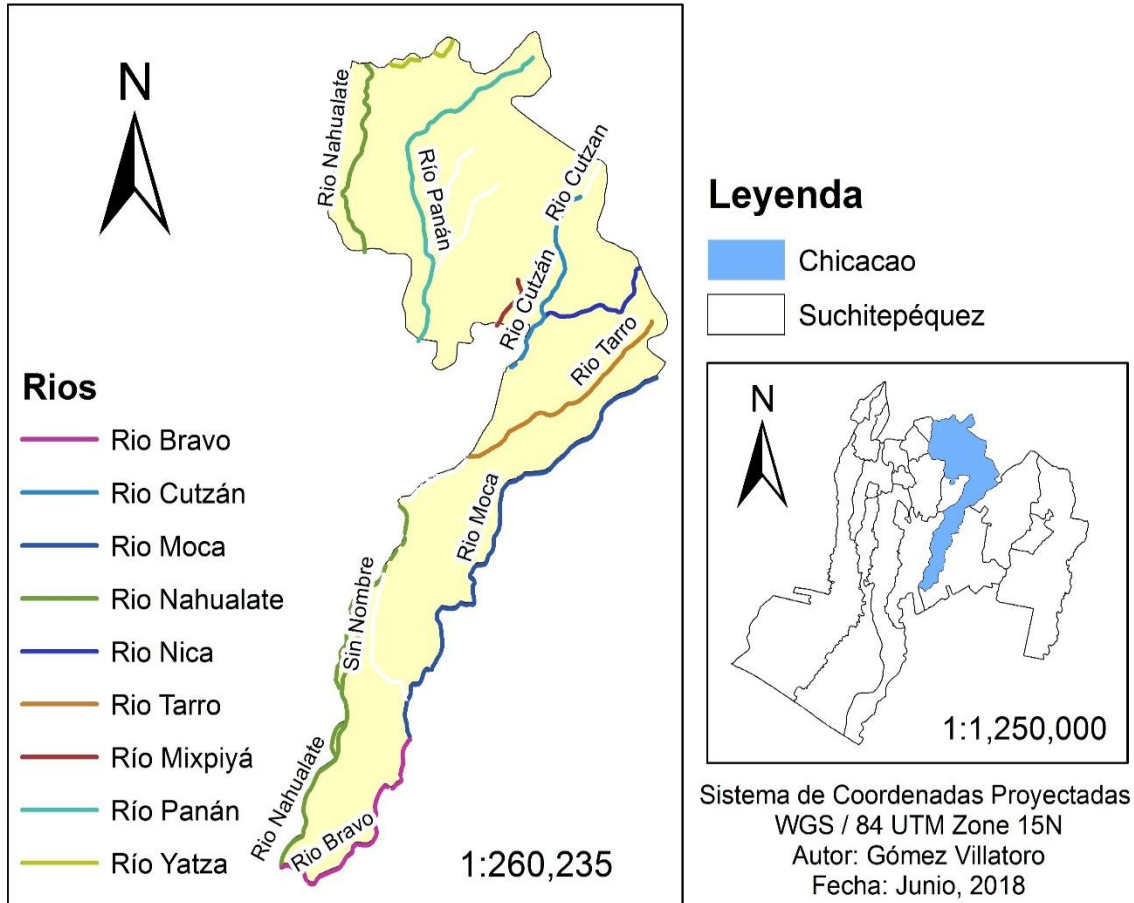 N
Rio Nahualate
Río Panán
Rio Cutzan
Rio Cutzán
Rio Tarro
Rio Moca
Sin Nombre
Rio Nahualate
Rio Bravo
1:260,235
Rios
Rio Bravo
Rio Cutzán
Rio Moca
Rio Nahualate
Rio Nica
Rio Tarro
Río Mixpiyá
Río Panán
Río Yatza
Leyenda
Chicacao
Suchitepéquez
N
1:1,250,000
Sistema de Coordenadas Proyectadas
WGS / 84 UTM Zone 15N
Autor: Gómez Villatoro
Fecha: Junio, 2018